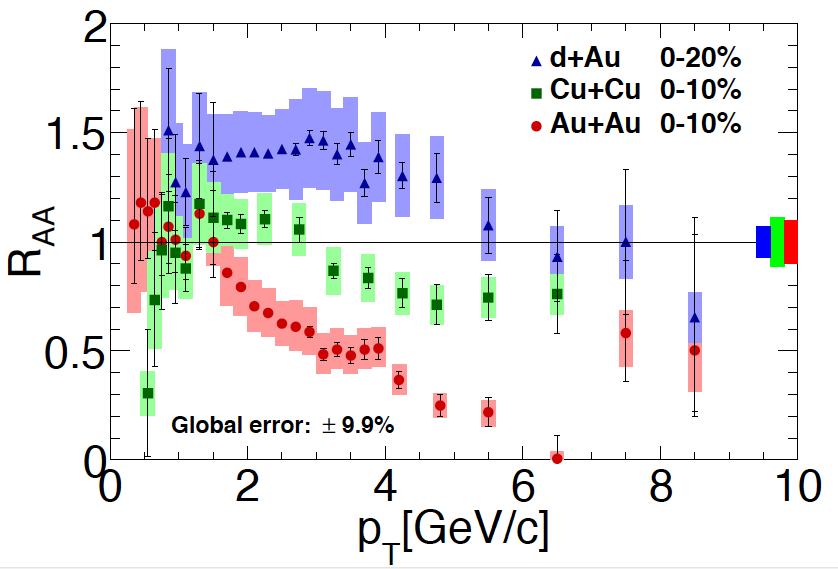 2
d+Au 0-20%
Cu+Cu 0-10%
Au+Au 0-10%
1.5
R_AA
1
0.5
Global error: ± 9.9%
0
0 2 4 6 8 10
p_T[GeV/c]